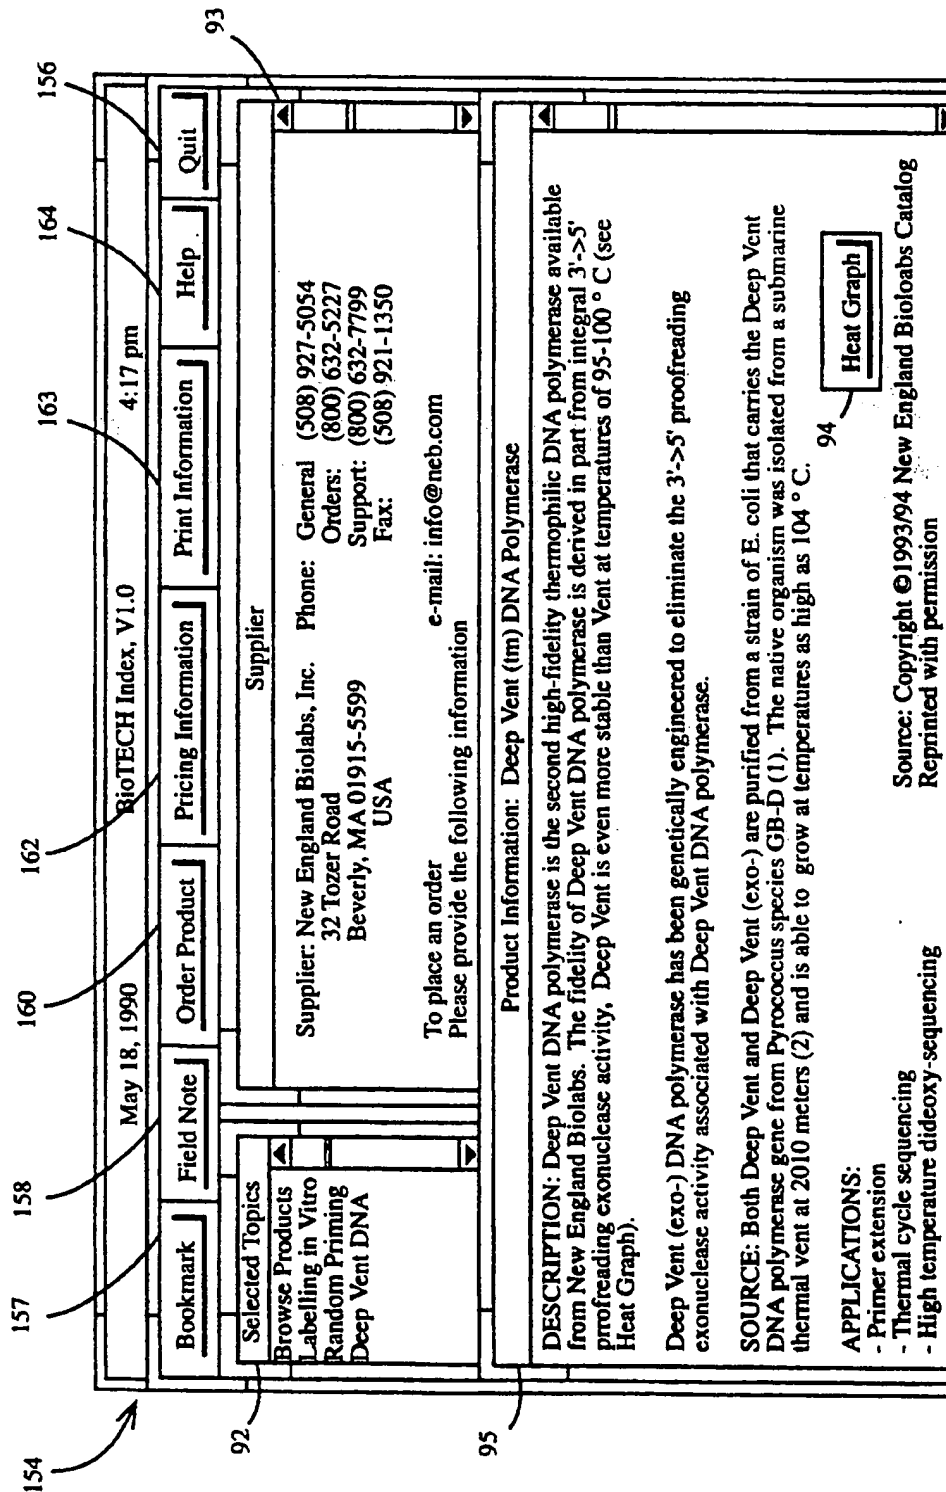 154
157
158
160
162
163
164
156
93
May 18, 1990 BioTECH Index, V1.0 4:17 pm
Bookmark Field Note Order Product Pricing Information Print Information Help Quit
92
Selected Topics
Browse Products
Labelling in Vitro
Random Priming
Deep Vent DNA
Supplier
Supplier: New England Biolabs, Inc. Phone: General (508) 927-5054
32 Tozer Road Orders: (800) 632-5227
Beverly, MA 01915-5599 Support: (800) 632-7799
USA Fax: (508) 921-1350
To place an order e-mail: info@neb.com
Please provide the following information
95
Product Information: Deep Vent (tm) DNA Polymerase
DESCRIPTION: Deep Vent DNA polymerase is the second high-fidelity thermophilic DNA polymerase available
from New England Biolabs. The fidelity of Deep Vent DNA polymerase is derived in part from integral 3'->5'
proofreading exonuclease activity, Deep Vent is even more stable than Vent at temperatures of 95-100 ° C (see
Heat Graph).
Deep Vent (exo-) DNA polymerase has been genetically engineered to eliminate the 3'->5' proofreading
exonuclease activity associated with Deep Vent DNA polymerase.
SOURCE: Both Deep Vent and Deep Vent (exo-) are purified from a strain of E. coli that carries the Deep Vent
DNA polymerase gene from Pyrococcus species GB-D (1). The native organism was isolated from a submarine
thermal vent at 2010 meters (2) and is able to grow at temperatures as high as 104 ° C.
94
Heat Graph
APPLICATIONS:
- Primer extension
- Thermal cycle sequencing
- High temperature dideoxy-sequencing
Source: Copyright ©1993/94 New England Bioloabs Catalog
Reprinted with permission